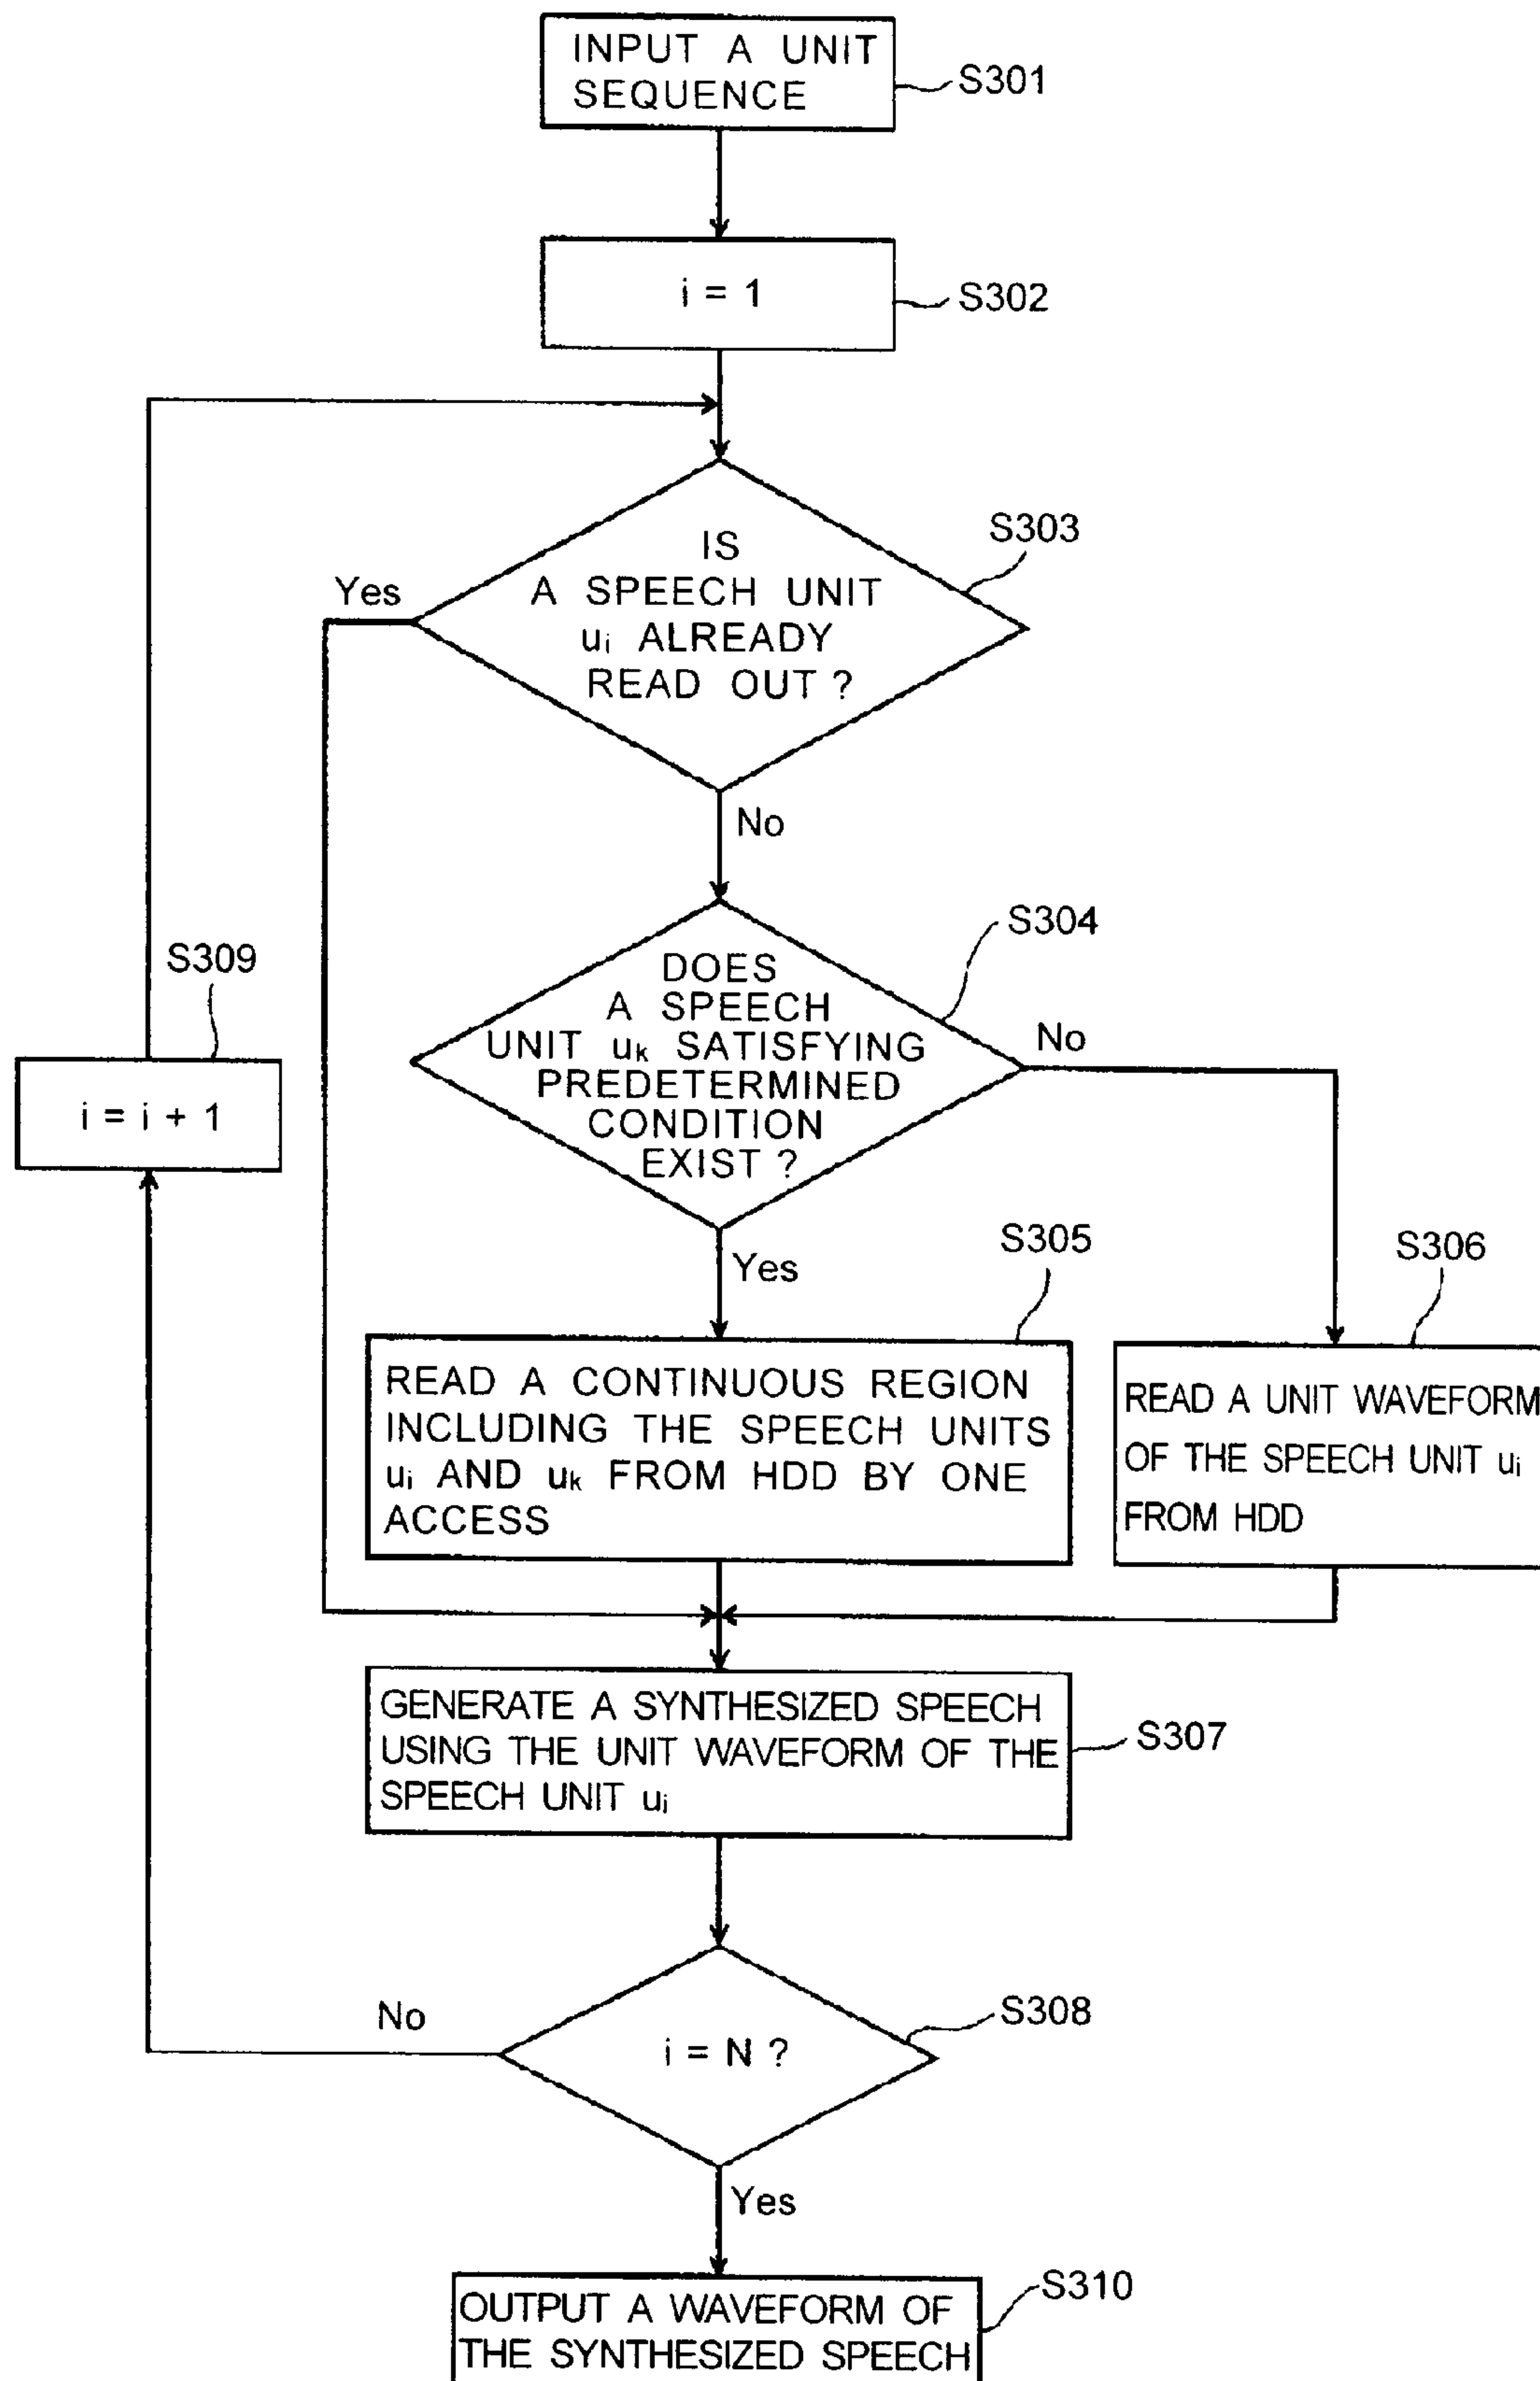 INPUT A UNIT
SEQUENCE
S301
i = 1
S302
IS
A SPEECH UNIT
uᵢ ALREADY
READ OUT ?
S303
Yes
No
DOES
A SPEECH
UNIT uₖ SATISFYING
PREDETERMINED
CONDITION
EXIST ?
S304
No
Yes
S309
i = i + 1
READ A CONTINUOUS REGION
INCLUDING THE SPEECH UNITS
uᵢ AND uₖ FROM HDD BY ONE
ACCESS
S305
READ A UNIT WAVEFORM
OF THE SPEECH UNIT uᵢ
FROM HDD
S306
GENERATE A SYNTHESIZED SPEECH
USING THE UNIT WAVEFORM OF THE
SPEECH UNIT uᵢ
S307
i = N ?
S308
No
Yes
OUTPUT A WAVEFORM OF
THE SYNTHESIZED SPEECH
S310